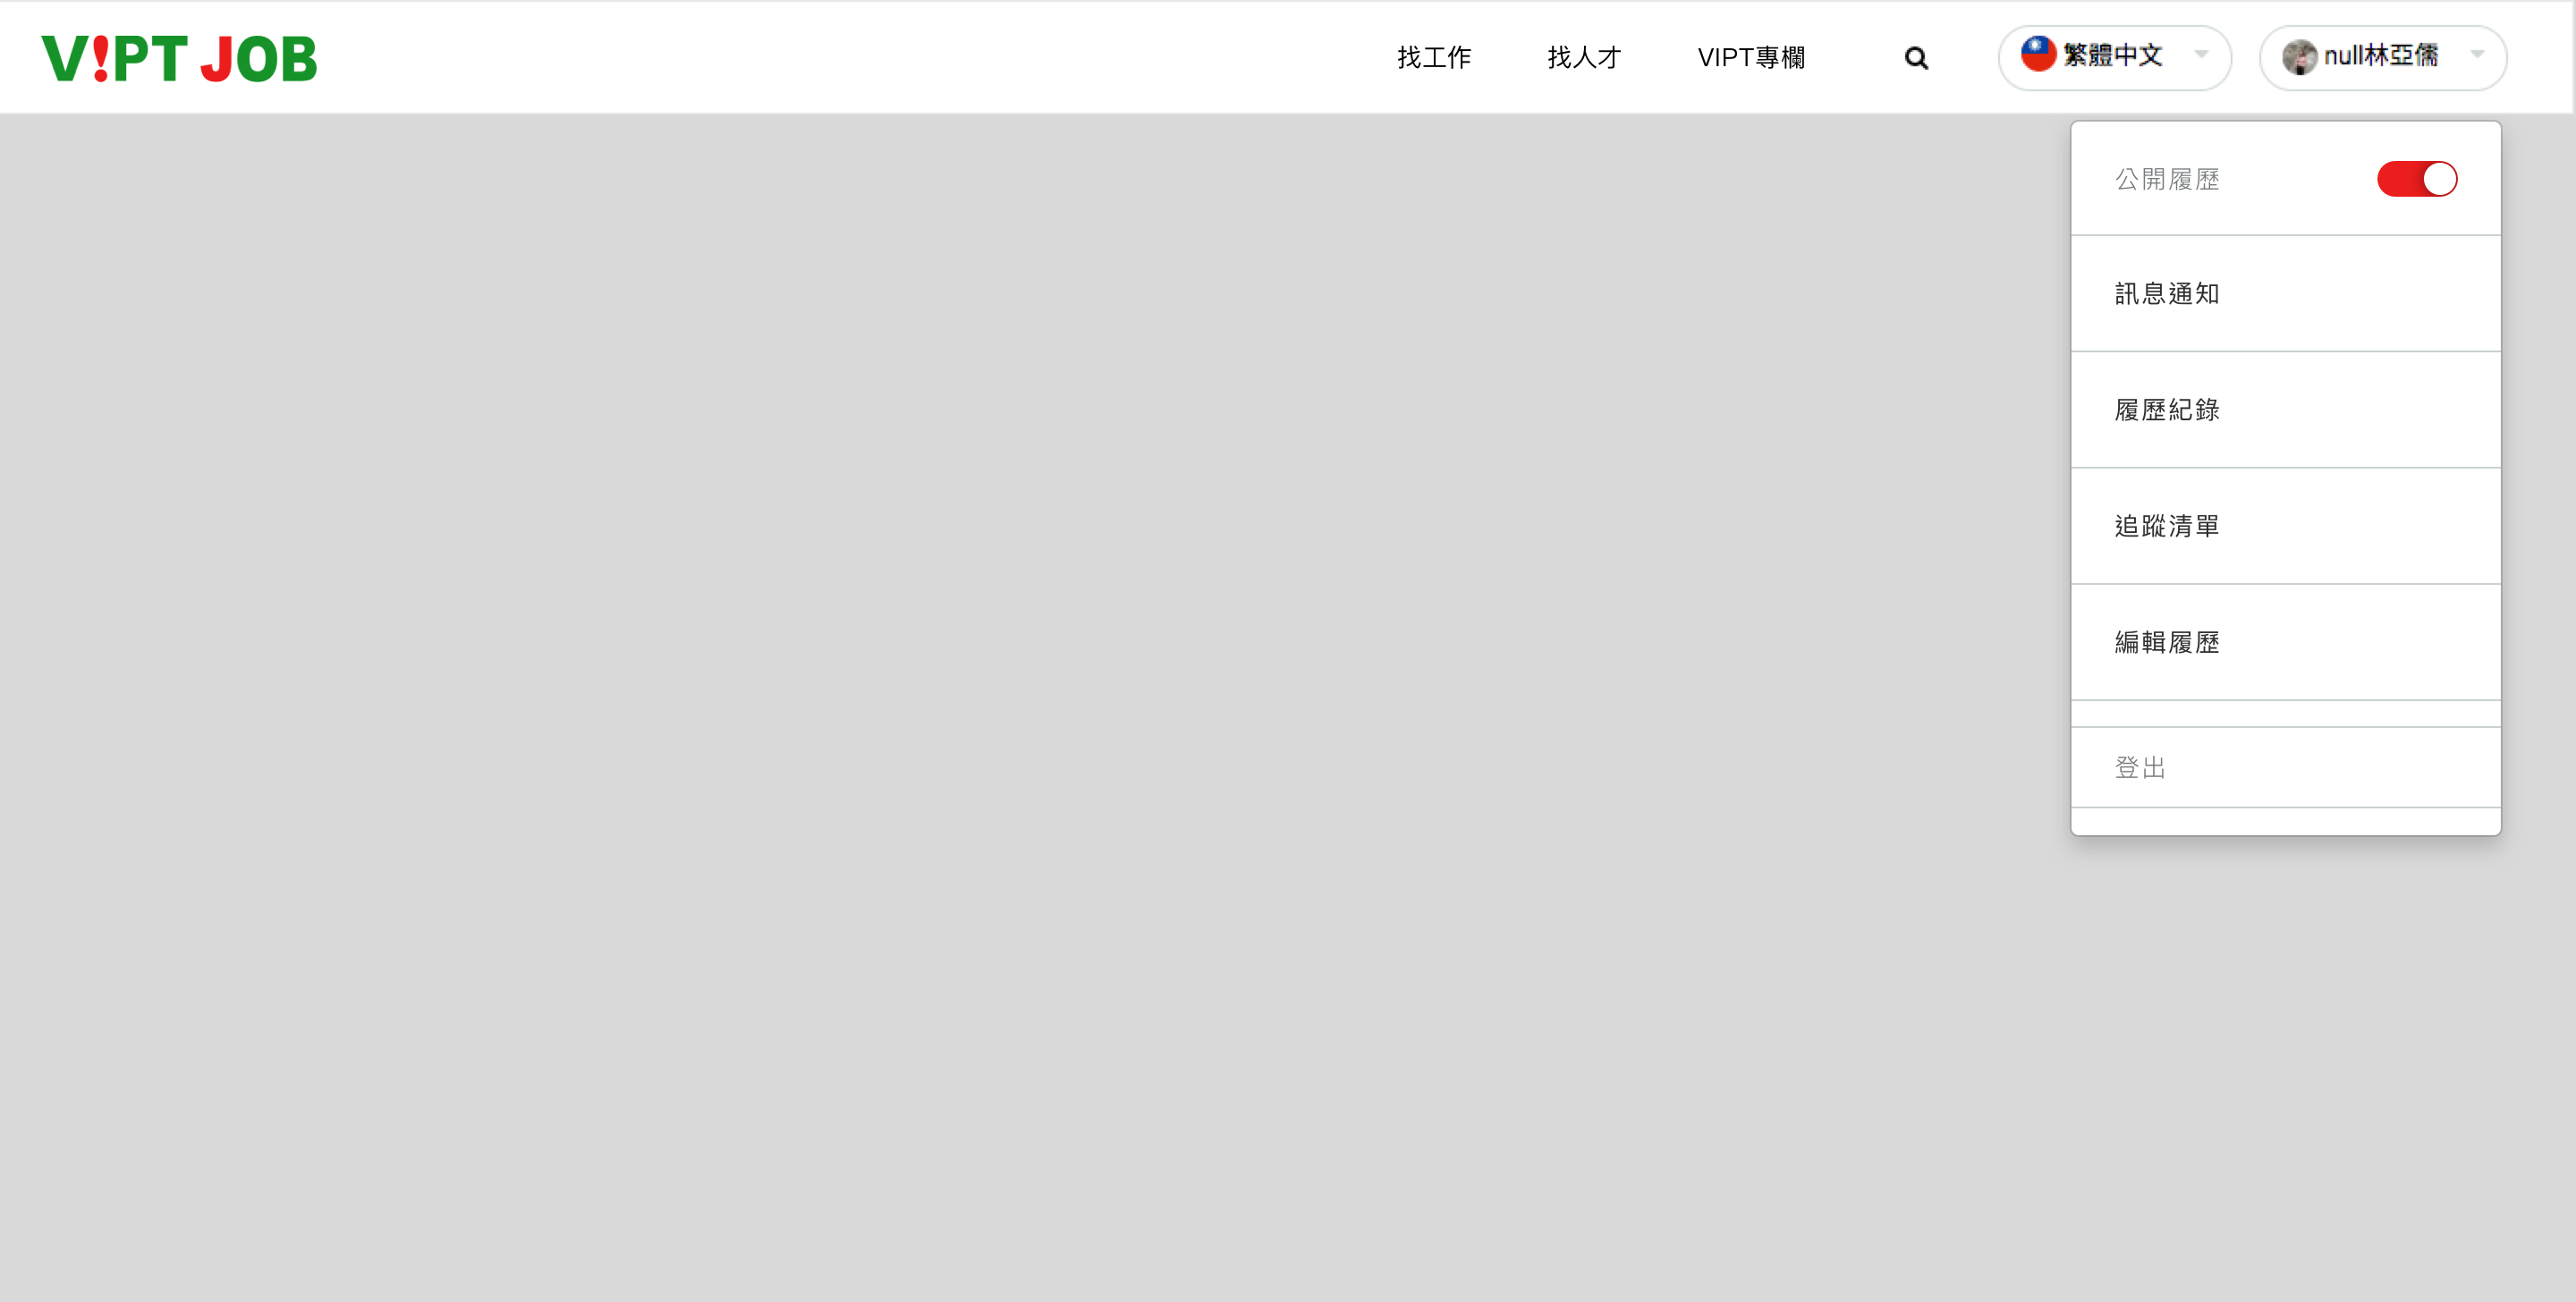 V!PT JOB
找工作
找人才
VIPT專欄
繁體中文
null林亞儒
公開履歷
訊息通知
履歷紀錄
追蹤清單
編輯履歷
登出